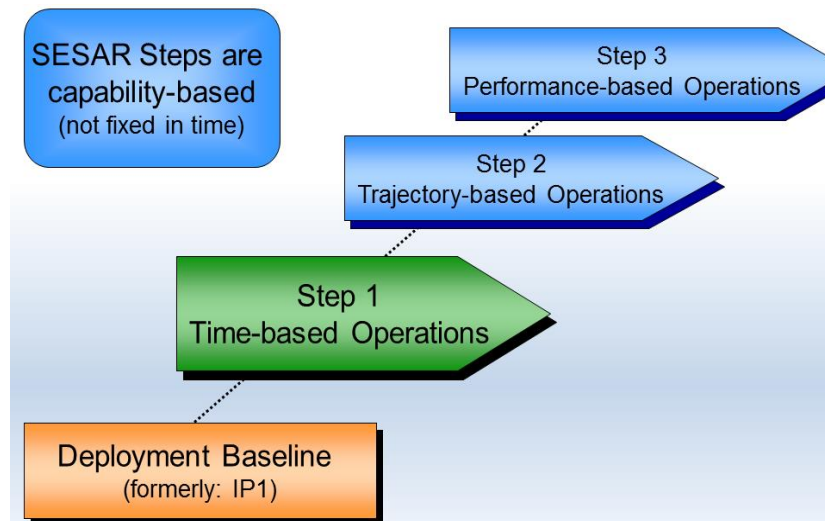 SESAR Steps are
capability-based
(not fixed in time)
Step 3
Performance-based Operations
Step 2
Trajectory-based Operations
Step 1
Time-based Operations
Deployment Baseline
(formerly: IP1)